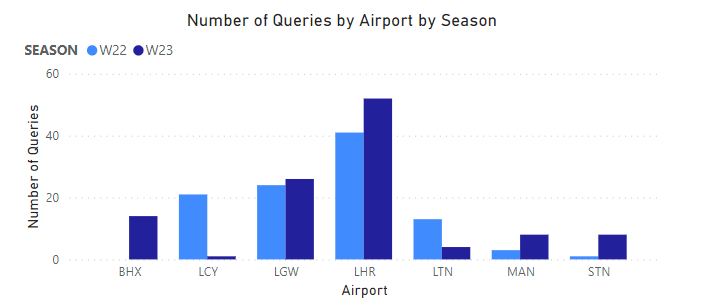 Number of Queries by Airport by Season
SEASON W22 W23
60
40
20
0
Number of Queries
BHX LCY LGW LHR LTN MAN STN
Airport